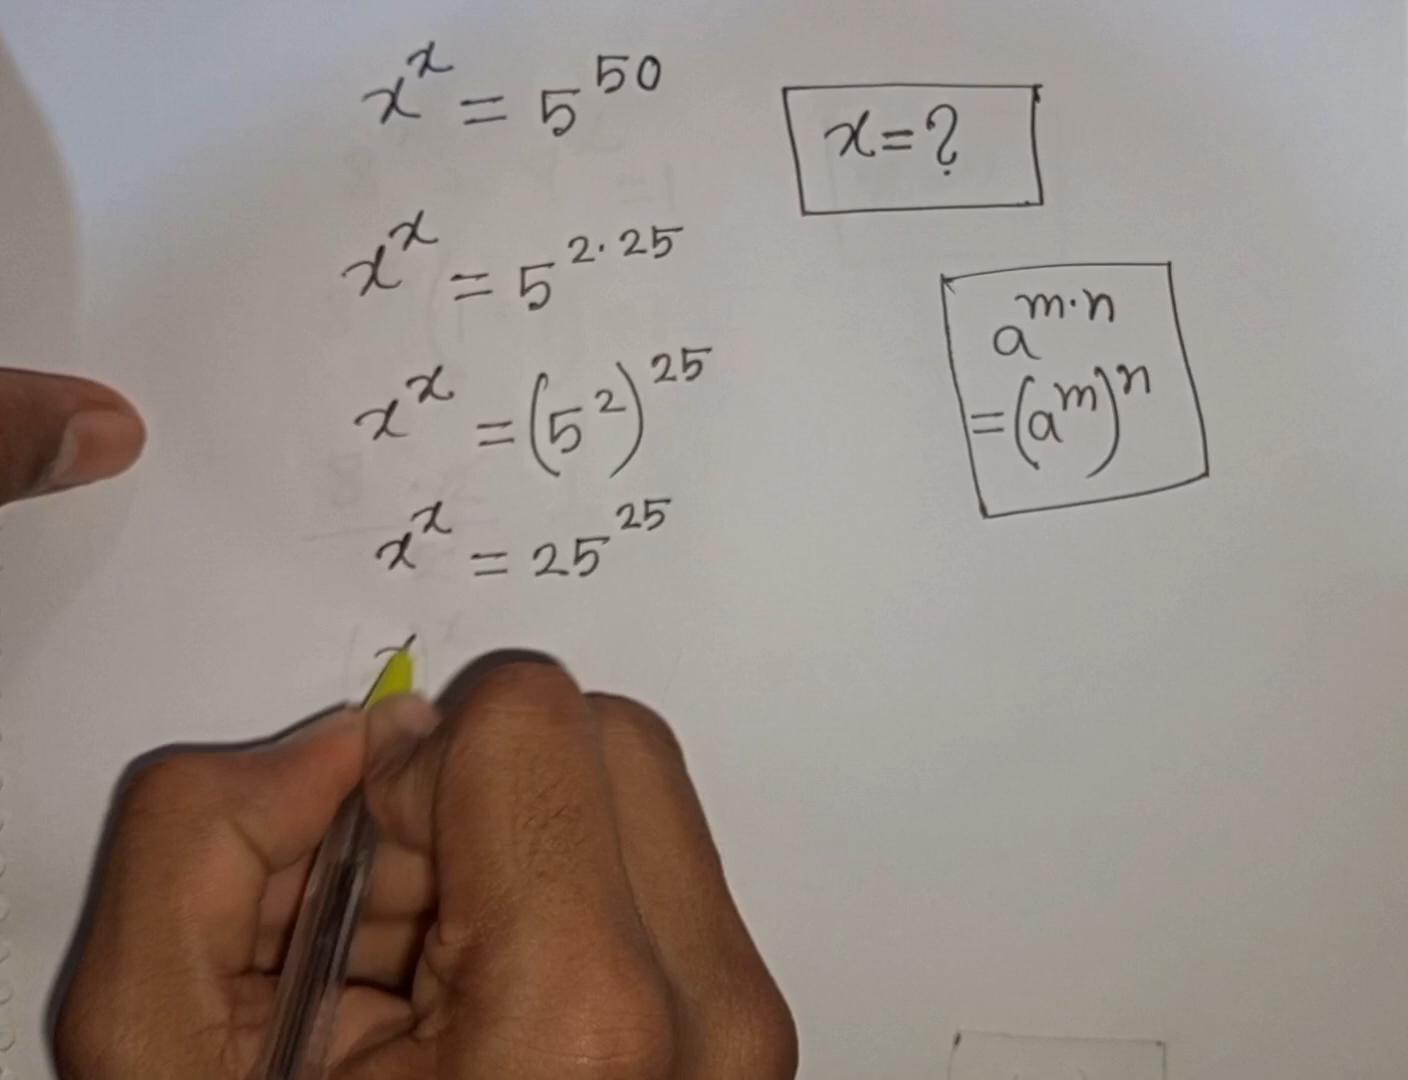 x^x = 5^50
x = ?
x^x = 5^2·25
a^m·n
= (a^m)^n
x^x = (5^2)^25
x^x = 25^25
x